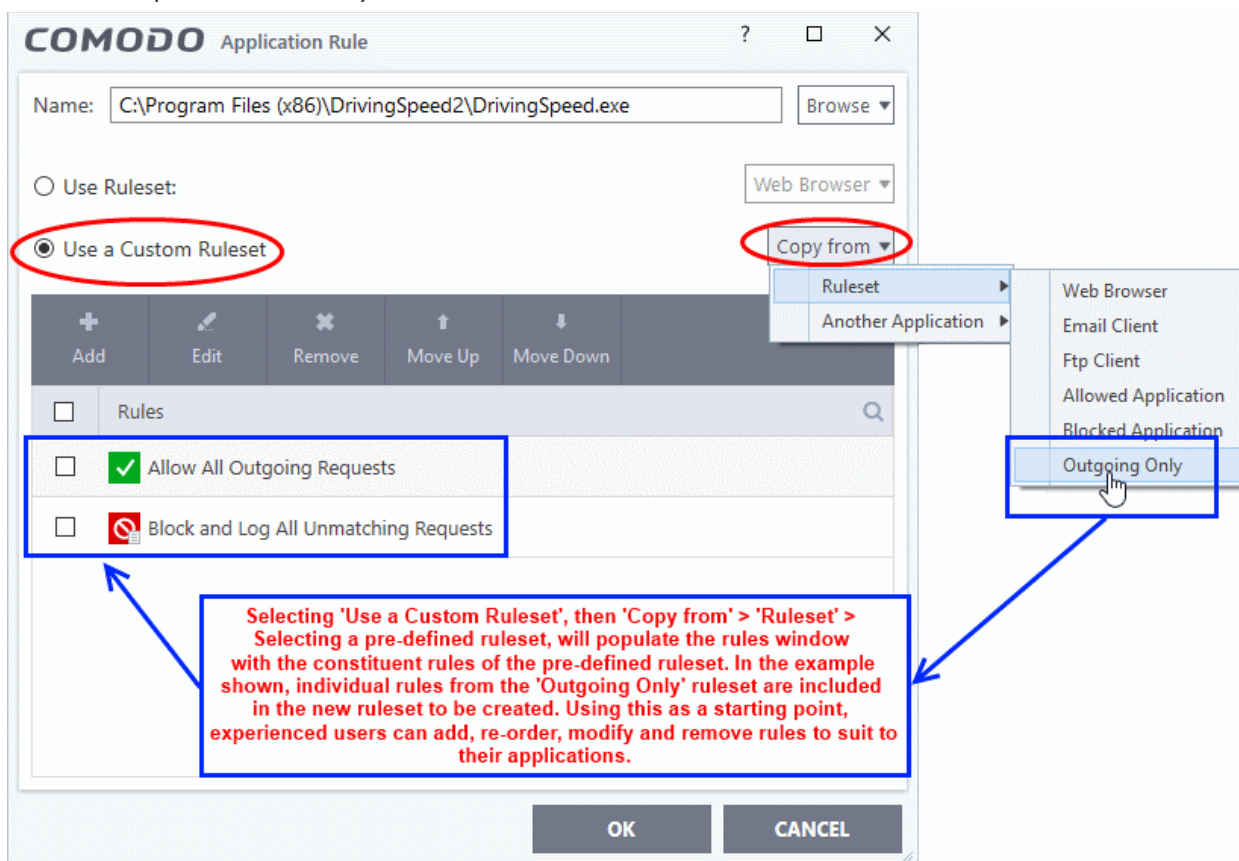 COMODO Application Rule ?
Name: C:\Program Files (x86)\DrivingSpeed2\DrivingSpeed.exe Browse
Use Ruleset: Web Browser
Use a Custom Ruleset Copy from
Ruleset
Another Application
Web Browser
Email Client
Ftp Client
Allowed Application
Blocked Application
Outgoing Only
Add Edit Remove Move Up Move Down
Rules
Allow All Outgoing Requests
Block and Log All Unmatching Requests
Selecting 'Use a Custom Ruleset', then 'Copy from' > 'Ruleset' >
Selecting a pre-defined ruleset, will populate the rules window
with the constituent rules of the pre-defined ruleset. In the example
shown, individual rules from the 'Outgoing Only' ruleset are included
in the new ruleset to be created. Using this as a starting point,
experienced users can add, re-order, modify and remove rules to suit to
their applications.
OK CANCEL